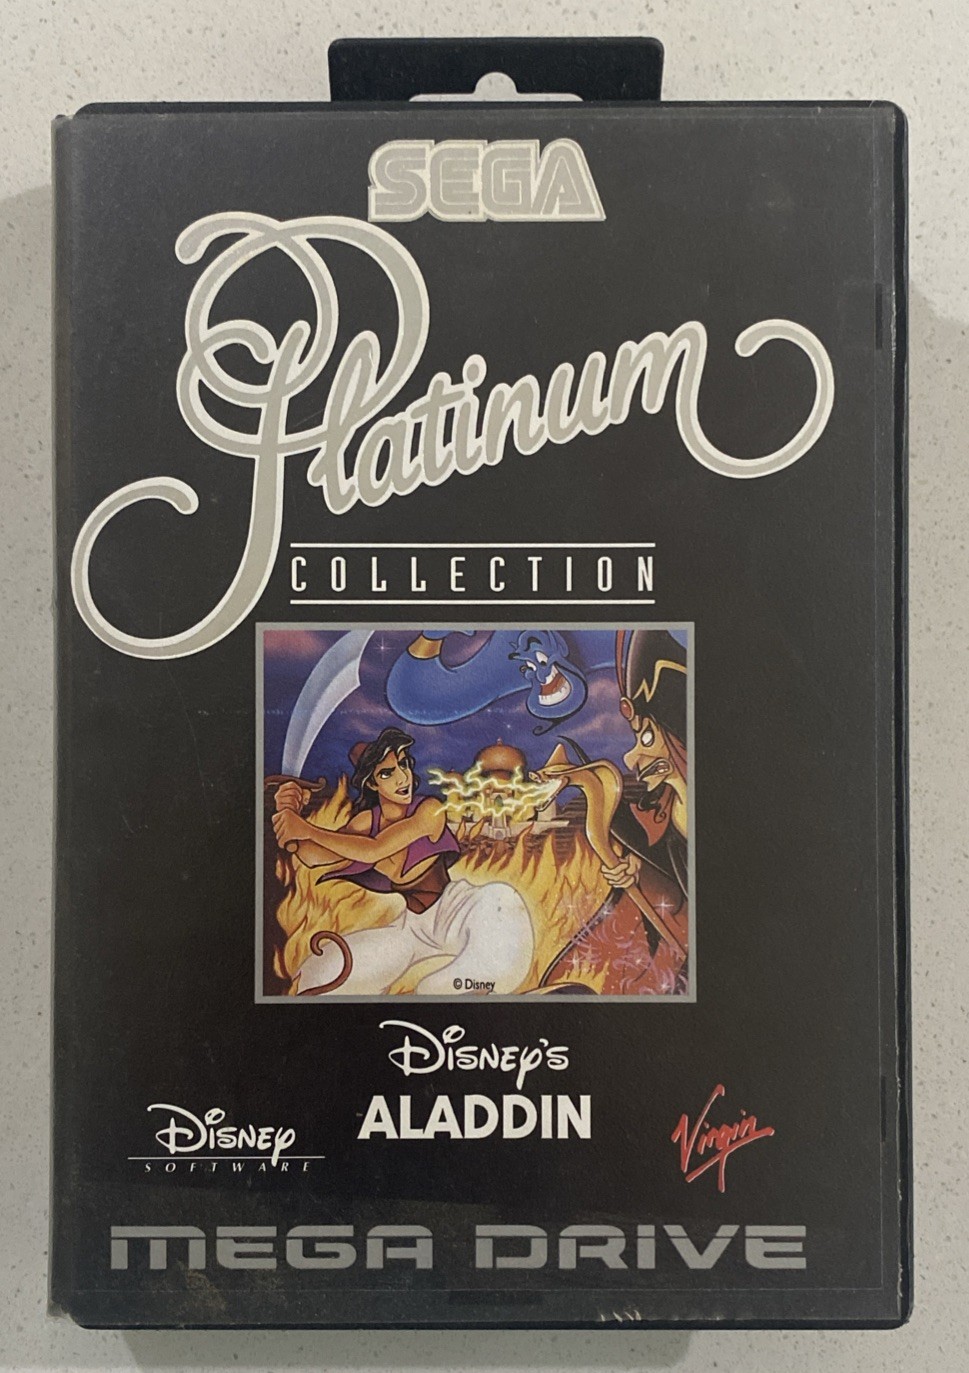 SEGA
Platinum
COLLECTION
© Disney
Disney's
ALADDIN
Disney
SOFTWARE
Virgin
MEGA DRIVE